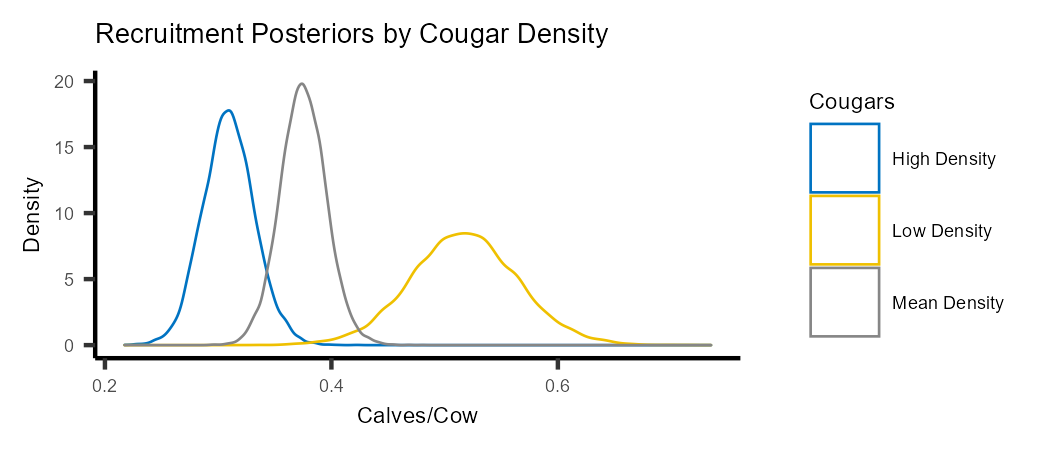 Recruitment Posteriors by Cougar Density
20
15
10
5
0
Density
0.2
0.4
0.6
Calves/Cow
Cougars
High Density
Low Density
Mean Density